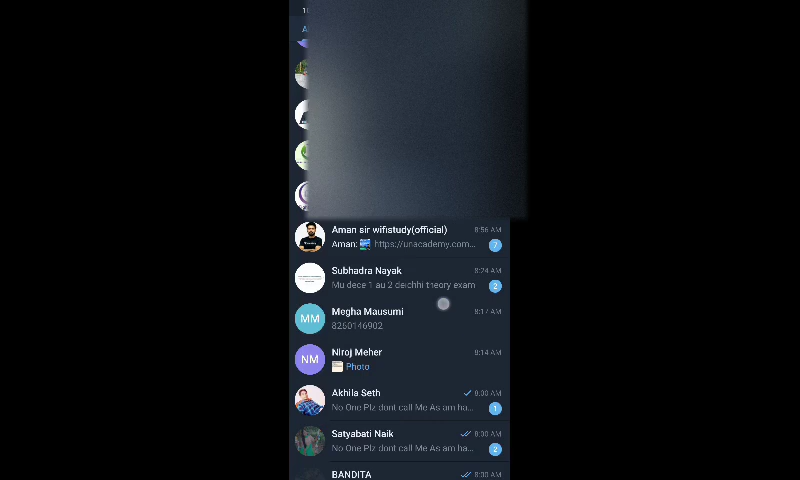 Aman sir wifistudy(official) 8:56 AM
Aman: https://unacademy.com... 7
Subhadra Nayak 8:24 AM
Mu dece 1 au 2 deichhi theory exam 2
MM Megha Mausumi 8:17 AM
8260146902
NM Niroj Meher 8:14 AM
Photo
Akhila Seth 8:00 AM
No One Plz dont call Me As am ha... 1
Satyabati Naik 8:00 AM
No One Plz dont call Me As am ha... 2
BANDITA 8:00 AM